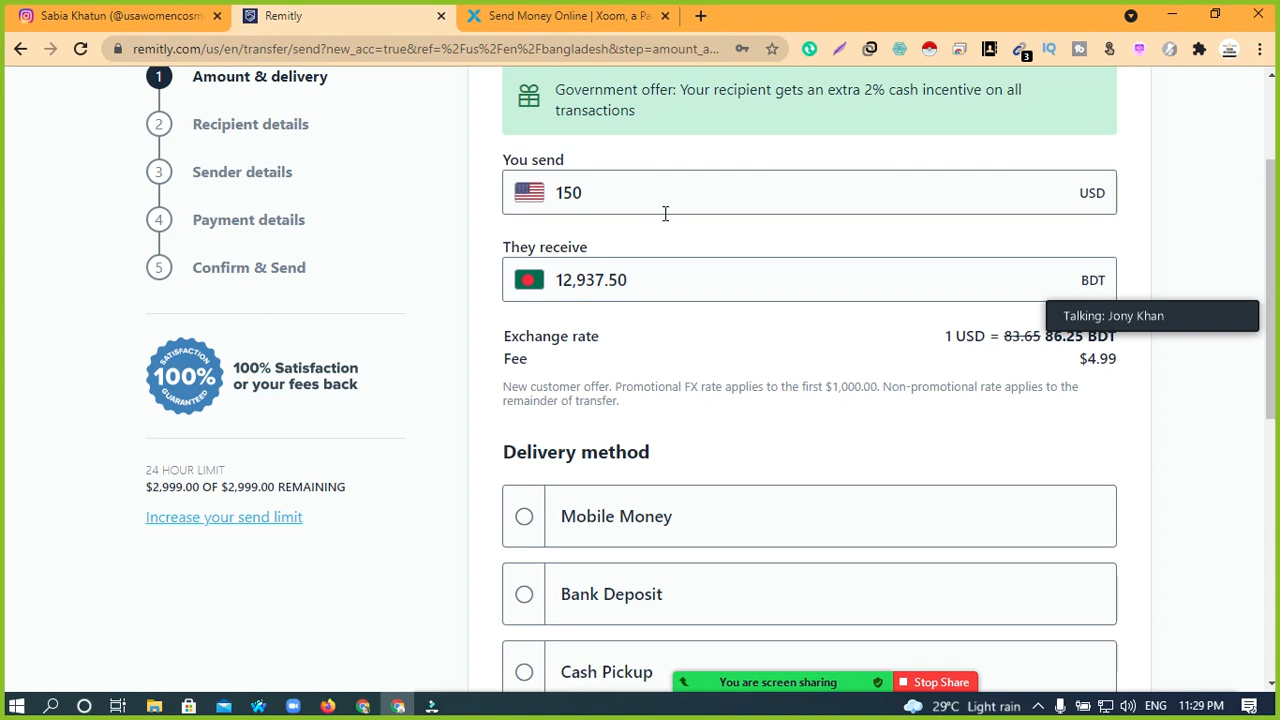 Sabia Khatun (@usawomencosm
Remitly
Send Money Online | Xoom, a Pa
remitly.com/us/en/transfer/send?new_acc=true&ref=%2Fus%2Fen%2Fbangladesh&step=amount_a...
3
IQ
1 Amount & delivery
2 Recipient details
3 Sender details
4 Payment details
5 Confirm & Send
SATISFACTION
100%
GUARANTEED
100% Satisfaction
or your fees back
24 HOUR LIMIT
$2,999.00 OF $2,999.00 REMAINING
Increase your send limit
Government offer: Your recipient gets an extra 2% cash incentive on all
transactions
You send
150 USD
They receive
12,937.50 BDT
Talking: Jony Khan
Exchange rate 1 USD = 83.65 86.25 BDT
Fee $4.99
New customer offer. Promotional FX rate applies to the first $1,000.00. Non-promotional rate applies to the
remainder of transfer.
Delivery method
Mobile Money
Bank Deposit
Cash Pickup
You are screen sharing Stop Share
29°C Light rain ENG 11:29 PM